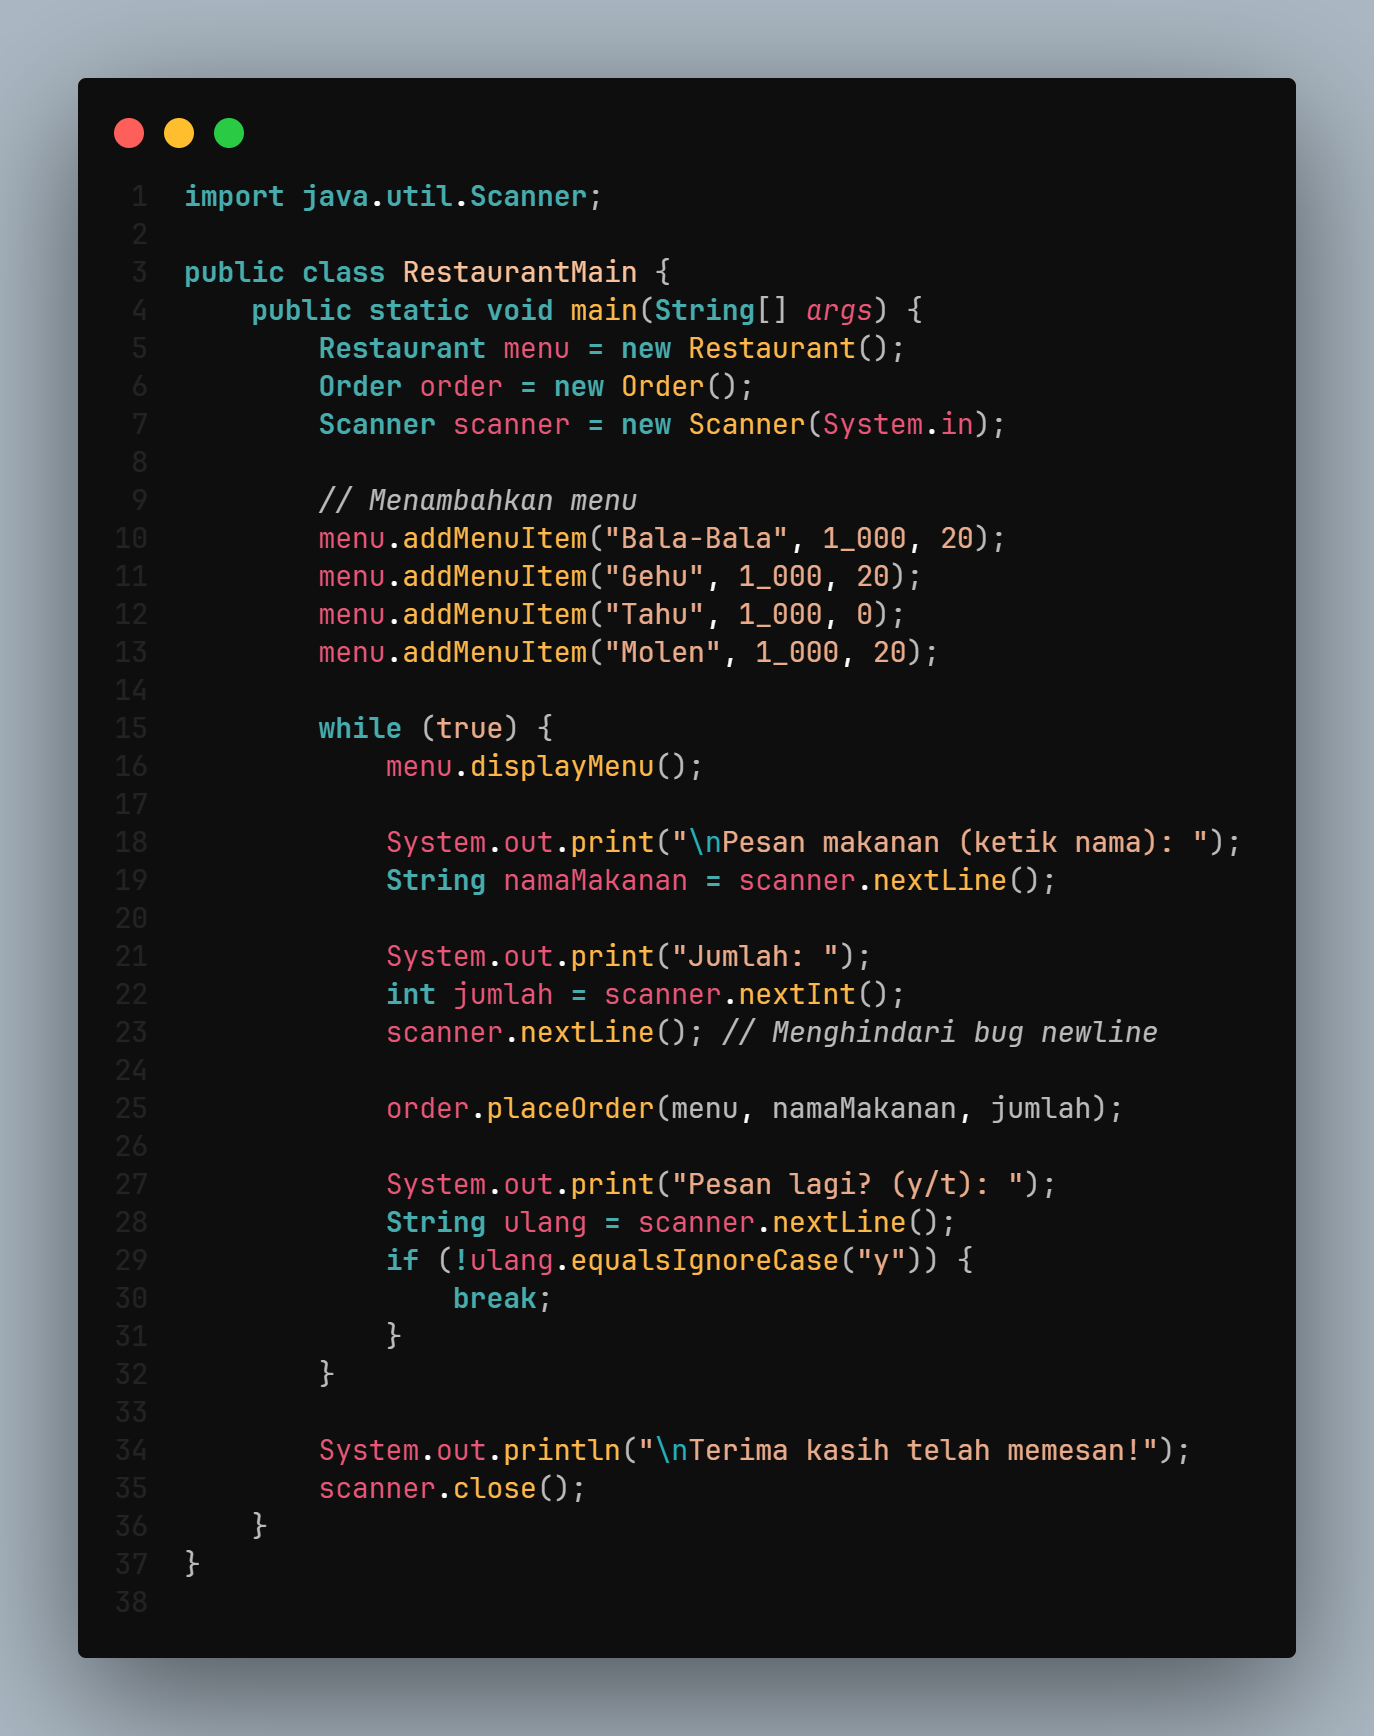 1 import java.util.Scanner;
2
3 public class RestaurantMain {
4     public static void main(String[] args) {
5         Restaurant menu = new Restaurant();
6         Order order = new Order();
7         Scanner scanner = new Scanner(System.in);
8
9         // Menambahkan menu
10         menu.addMenuItem("Bala-Bala", 1_000, 20);
11         menu.addMenuItem("Gehu", 1_000, 20);
12         menu.addMenuItem("Tahu", 1_000, 0);
13         menu.addMenuItem("Molen", 1_000, 20);
14
15         while (true) {
16             menu.displayMenu();
17
18             System.out.print("\nPesan makanan (ketik nama): ");
19             String namaMakanan = scanner.nextLine();
20
21             System.out.print("Jumlah: ");
22             int jumlah = scanner.nextInt();
23             scanner.nextLine(); // Menghindari bug newline
24
25             order.placeOrder(menu, namaMakanan, jumlah);
26
27             System.out.print("Pesan lagi? (y/t): ");
28             String ulang = scanner.nextLine();
29             if (!ulang.equalsIgnoreCase("y")) {
30                 break;
31             }
32         }
33
34         System.out.println("\nTerima kasih telah memesan!");
35         scanner.close();
36     }
37 }
38